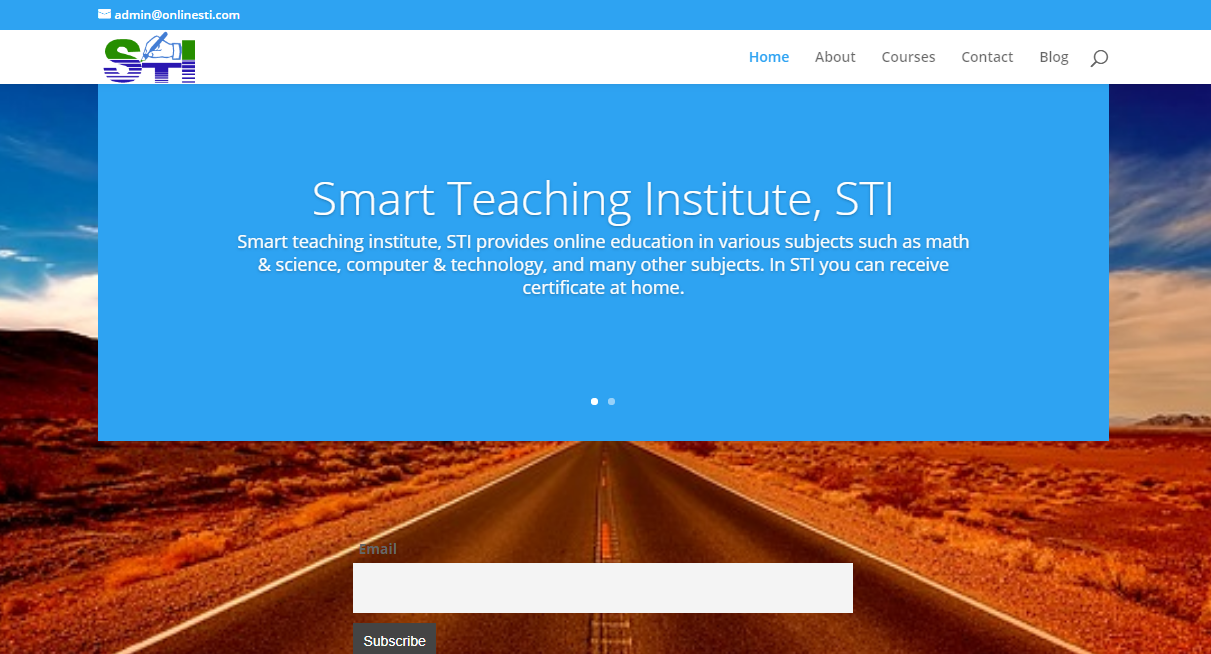 admin@onlinesti.com
STI
Home About Courses Contact Blog
Smart Teaching Institute, STI
Smart teaching institute, STI provides online education in various subjects such as math
& science, computer & technology, and many other subjects. In STI you can receive
certificate at home.
Email
Subscribe